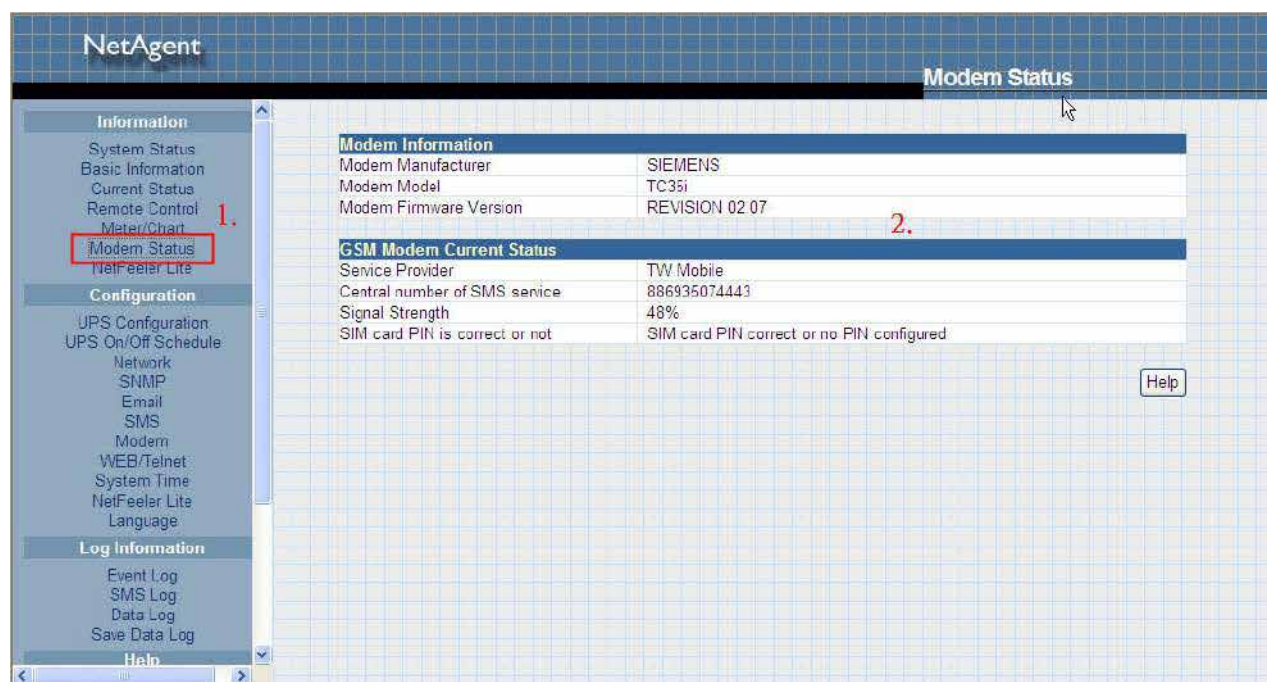 NetAgent
Modem Status
Information
System Status
Basic Information
Current Status
Remote Control
Meter/Chart
1.
Modem Status
NetFeeler Lite
Configuration
UPS Configuration
UPS On/Off Schedule
Network
SNMP
Email
SMS
Modem
WEB/Telnet
System Time
NetFeeler Lite
Language
Log Information
Event Log
SMS Log
Data Log
Save Data Log
Help
Modem Information
Modem Manufacturer SIEMENS
Modem Model TC35i
Modem Firmware Version REVISION 02.07
2.
GSM Modem Current Status
Service Provider TW Mobile
Central number of SMS service 886935074443
Signal Strength 48%
SIM card PIN is correct or not SIM card PIN correct or no PIN configured
Help